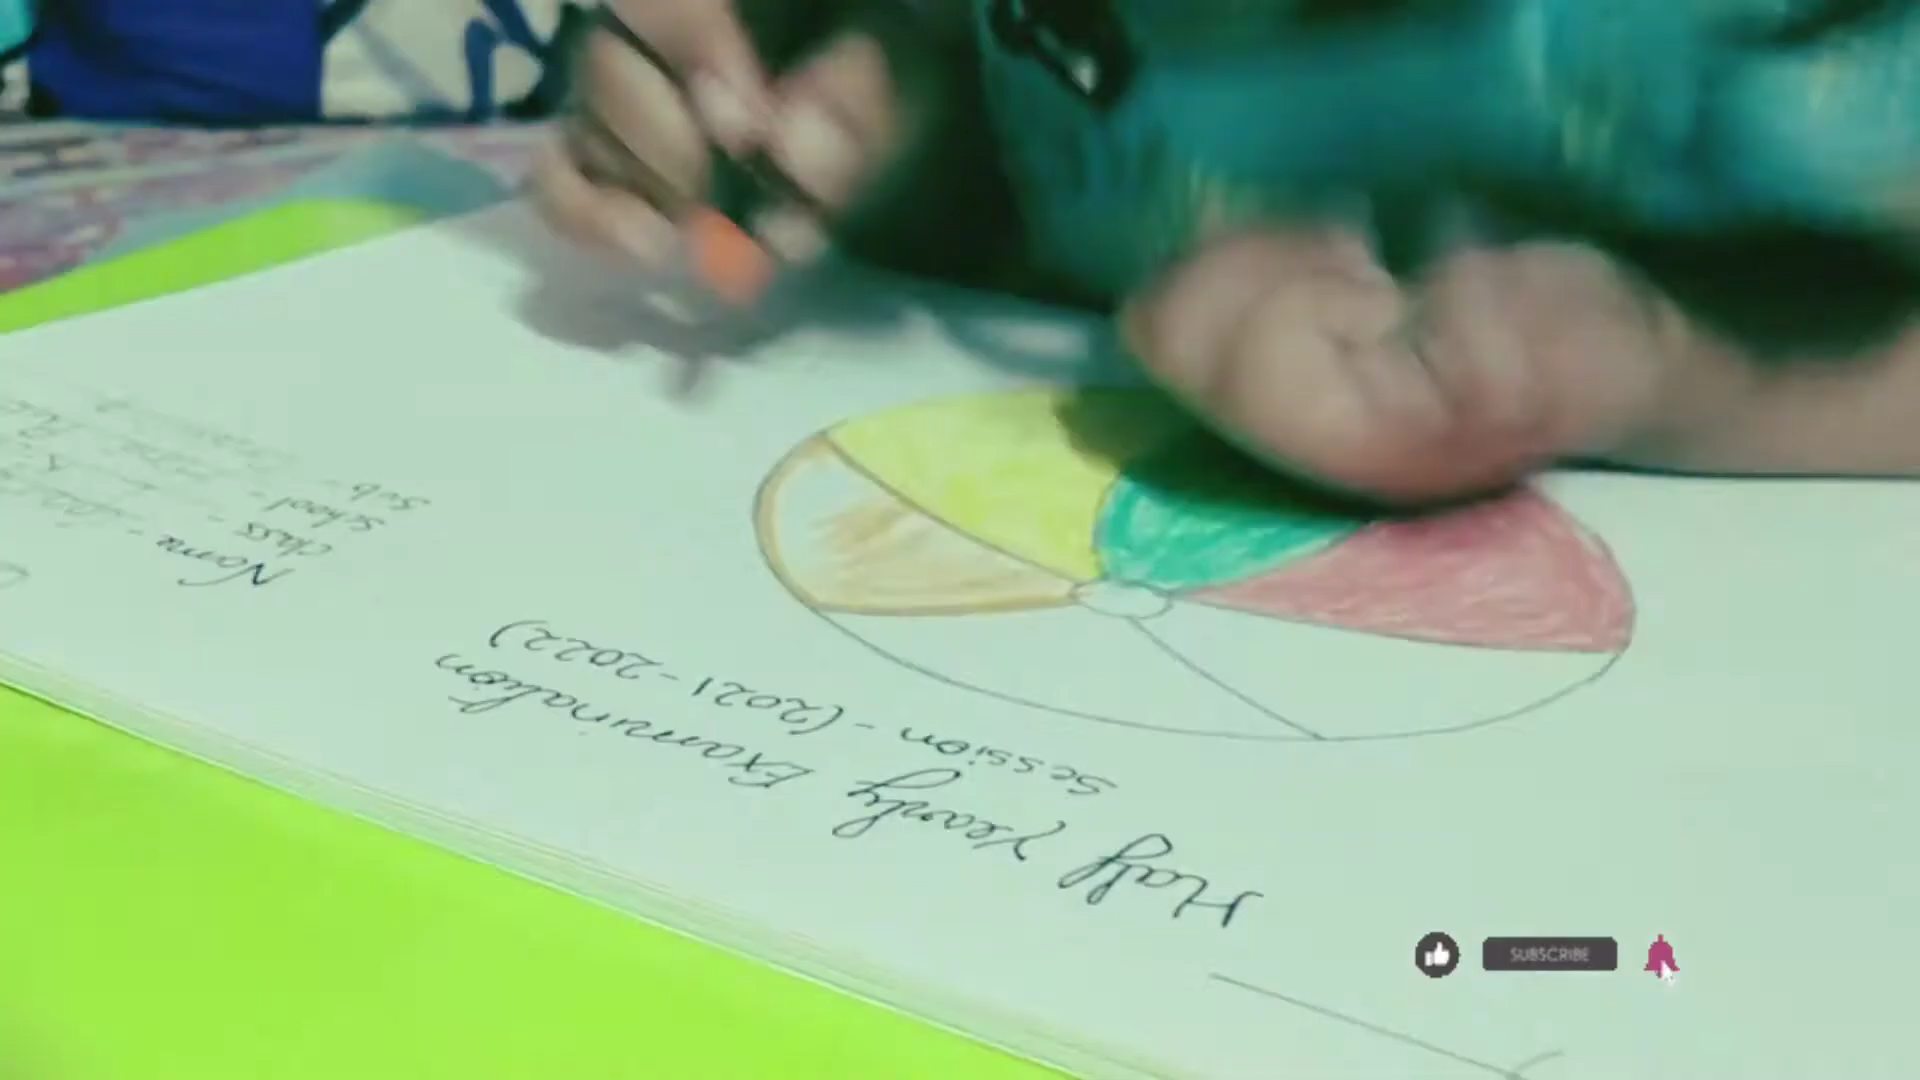 Half Yearly Examination
Session - (2021-2022)
Name -
class -
School -
Sub -
SUBSCRIBE